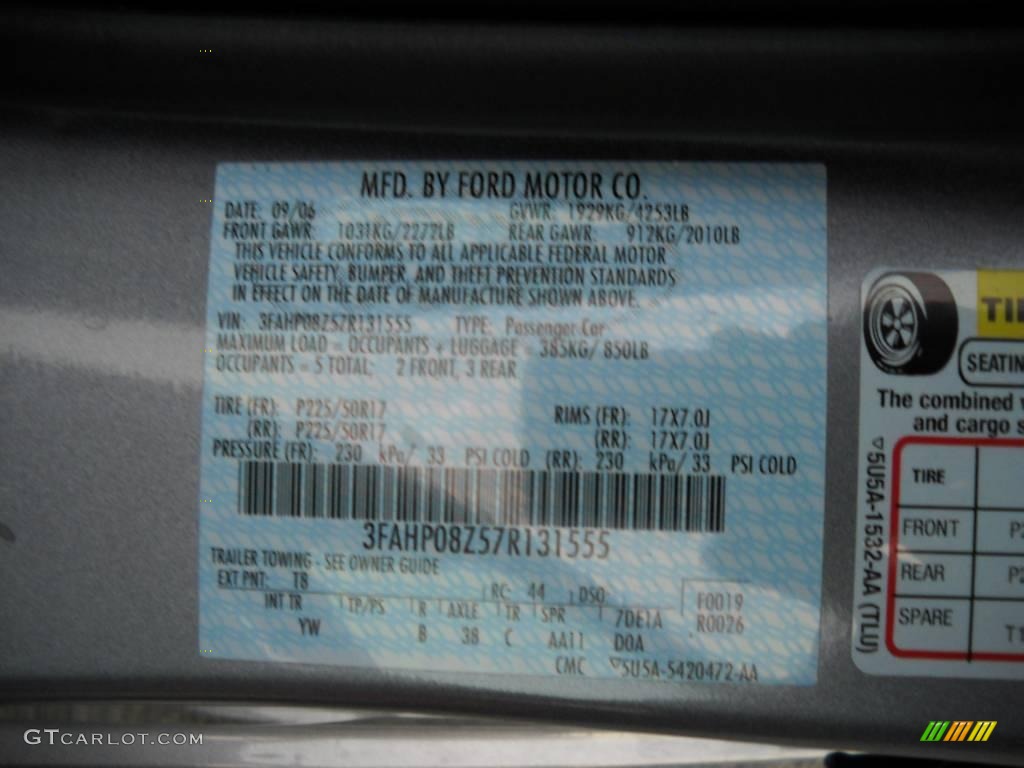 MFD. BY FORD MOTOR CO.
DATE: 09/06 GVWR: 1929KG/4253LB
FRONT GAWR: 1031KG/2272LB REAR GAWR: 912KG/2010LB
THIS VEHICLE CONFORMS TO ALL APPLICABLE FEDERAL MOTOR
VEHICLE SAFETY, BUMPER, AND THEFT PREVENTION STANDARDS
IN EFFECT ON THE DATE OF MANUFACTURE SHOWN ABOVE.
VIN: 3FAHP08Z57R131555 TYPE: Passenger Car
MAXIMUM LOAD = OCCUPANTS + LUGGAGE = 385KG/ 850LB
OCCUPANTS = 5 TOTAL; 2 FRONT, 3 REAR
TIRE (FR): P225/50R17 RIMS (FR): 17X7.0J
(RR): P225/50R17 (RR): 17X7.0J
PRESSURE (FR): 230 kPa/ 33 PSI COLD (RR): 230 kPa/ 33 PSI COLD
3FAHP08Z57R131555
TRAILER TOWING - SEE OWNER GUIDE
EXT PNT: T8 RC: 44 DSO: F0019
INT TR TP/PS R AXLE TR SPR 7DE1A R0026
YW B 38 C AA11 D0A
CMC ▽5U5A-5420472-AA
SEATIN
The combined
and cargo s
TIRE
FRONT P2
REAR P2
SPARE T1
▽5U5A-1532-AA (TLU)
GTCARLOT.COM